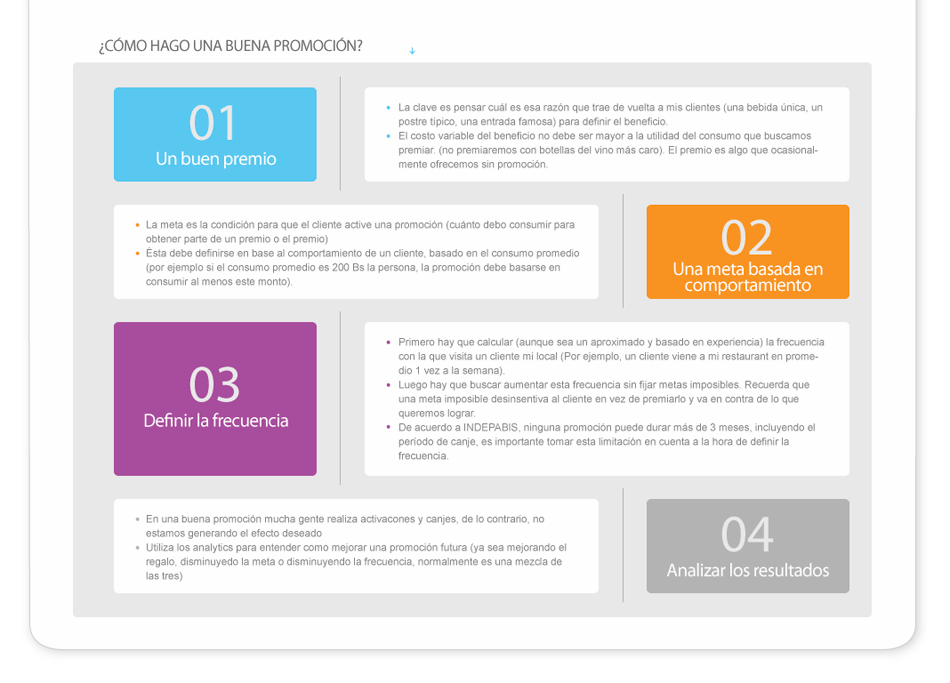 ¿CÓMO HAGO UNA BUENA PROMOCIÓN?
01
Un buen premio
• La clave es pensar cuál es esa razón que trae de vuelta a mis clientes (una bebida única, un
postre típico, una entrada famosa) para definir el beneficio.
• El costo variable del beneficio no debe ser mayor a la utilidad del consumo que buscamos
premiar. (no premiaremos con botellas del vino más caro). El premio es algo que ocasional-
mente ofrecemos sin promoción.
• La meta es la condición para que el cliente active una promoción (cuánto debo consumir para
obtener parte de un premio o el premio)
• Ésta debe definirse en base al comportamiento de un cliente, basado en el consumo promedio
(por ejemplo si el consumo promedio es 200 Bs la persona, la promoción debe basarse en
consumir al menos este monto).
02
Una meta basada en
comportamiento
03
Definir la frecuencia
• Primero hay que calcular (aunque sea un aproximado y basado en experiencia) la frecuencia
con la que visita un cliente mi local (Por ejemplo, un cliente viene a mi restaurant en prome-
dio 1 vez a la semana).
• Luego hay que buscar aumentar esta frecuencia sin fijar metas imposibles. Recuerda que
una meta imposible desinsentiva al cliente en vez de premiarlo y va en contra de lo que
queremos lograr.
• De acuerdo a INDEPABIS, ninguna promoción puede durar más de 3 meses, incluyendo el
período de canje, es importante tomar esta limitación en cuenta a la hora de definir la
frecuencia.
• En una buena promoción mucha gente realiza activacones y canjes, de lo contrario, no
estamos generando el efecto deseado
• Utiliza los analytics para entender como mejorar una promoción futura (ya sea mejorando el
regalo, disminuyedo la meta o disminuyendo la frecuencia, normalmente es una mezcla de
las tres)
04
Analizar los resultados